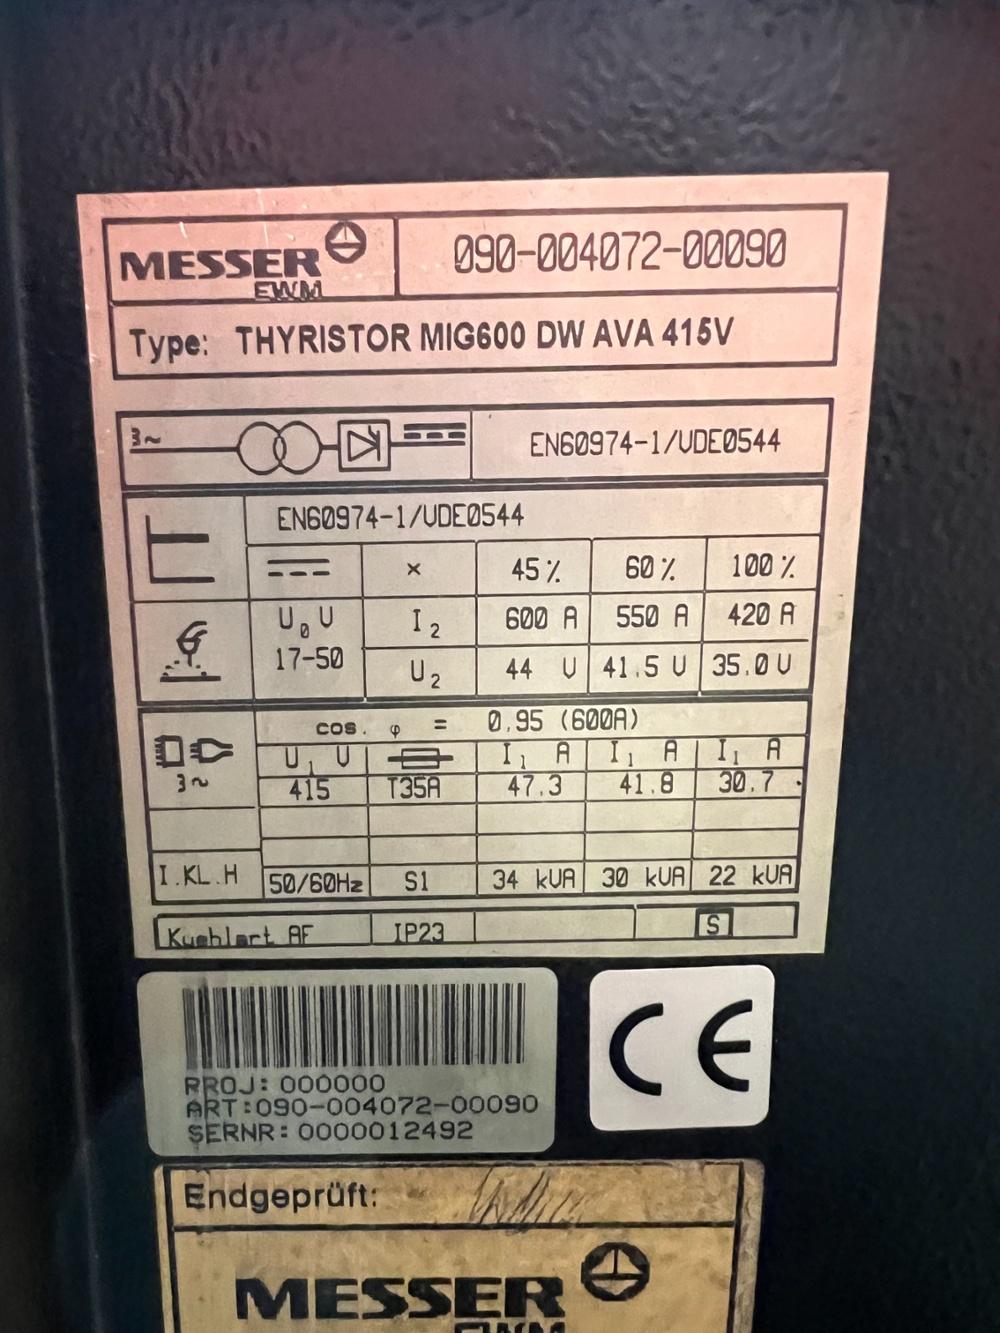 MESSER
EWM
090-004072-00090
Type: THYRISTOR MIG600 DW AVA 415V
3~
EN60974-1/VDE0544
EN60974-1/VDE0544
× 45% 60% 100%
U0 V I2 600 A 550 A 420 A
17-50 U2 44 V 41.5 V 35.0 V
cos. φ = 0.95 (600A)
3~ U1 V I1 A I1 A I1 A
415 T35A 47.3 41.8 30.7
I.KL.H 50/60Hz S1 34 kVA 30 kVA 22 kVA
Kuehlart AF IP23 S
RROJ: 000000
ART:090-004072-00090
SERNR: 0000012492
CE
Endgeprüft:
MESSER
EWM